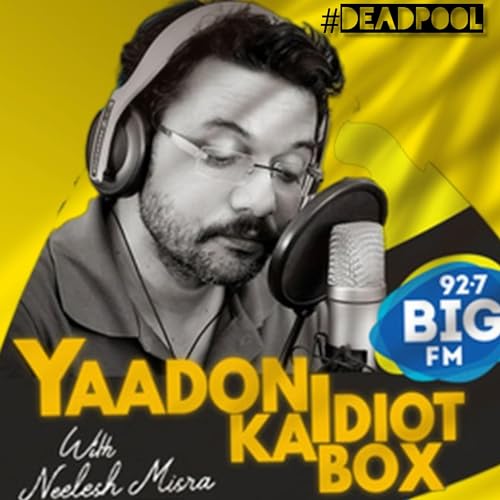 #DEADPOOL
92.7
BIG
FM
YAADON
KA IDIOT
BOX
With
Neelesh Misra